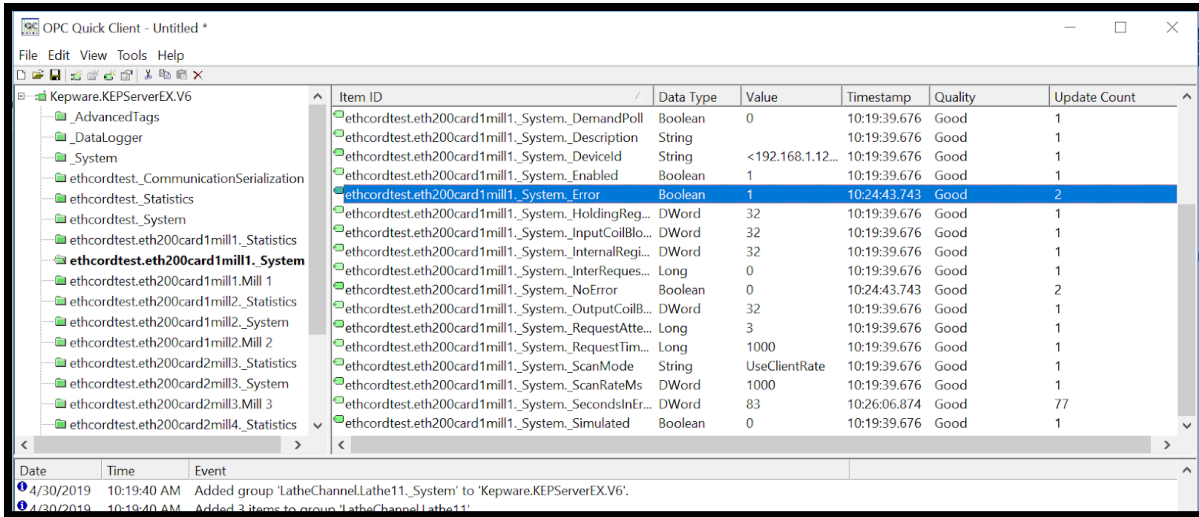 OPC Quick Client - Untitled *
File Edit View Tools Help
Kepware.KEPServerEX.V6
_AdvancedTags
_DataLogger
_System
ethcordtest._CommunicationSerialization
ethcordtest._Statistics
ethcordtest._System
ethcordtest.eth200card1mill1._Statistics
ethcordtest.eth200card1mill1._System
ethcordtest.eth200card1mill1.Mill 1
ethcordtest.eth200card1mill2._Statistics
ethcordtest.eth200card1mill2._System
ethcordtest.eth200card1mill2.Mill 2
ethcordtest.eth200card2mill3._Statistics
ethcordtest.eth200card2mill3._System
ethcordtest.eth200card2mill3.Mill 3
ethcordtest.eth200card2mill4._Statistics
Item ID Data Type Value Timestamp Quality Update Count
ethcordtest.eth200card1mill1._System._DemandPoll Boolean 0 10:19:39.676 Good 1
ethcordtest.eth200card1mill1._System._Description String 10:19:39.676 Good 1
ethcordtest.eth200card1mill1._System._DeviceId String <192.168.1.12... 10:19:39.676 Good 1
ethcordtest.eth200card1mill1._System._Enabled Boolean 1 10:19:39.676 Good 1
ethcordtest.eth200card1mill1._System._Error Boolean 1 10:24:43.743 Good 2
ethcordtest.eth200card1mill1._System._HoldingReg... DWord 32 10:19:39.676 Good 1
ethcordtest.eth200card1mill1._System._InputCoilBlo... DWord 32 10:19:39.676 Good 1
ethcordtest.eth200card1mill1._System._InternalRegi... DWord 32 10:19:39.676 Good 1
ethcordtest.eth200card1mill1._System._InterReques... Long 0 10:19:39.676 Good 1
ethcordtest.eth200card1mill1._System._NoError Boolean 0 10:24:43.743 Good 2
ethcordtest.eth200card1mill1._System._OutputCoilB... DWord 32 10:19:39.676 Good 1
ethcordtest.eth200card1mill1._System._RequestAtte... Long 3 10:19:39.676 Good 1
ethcordtest.eth200card1mill1._System._RequestTim... Long 1000 10:19:39.676 Good 1
ethcordtest.eth200card1mill1._System._ScanMode String UseClientRate 10:19:39.676 Good 1
ethcordtest.eth200card1mill1._System._ScanRateMs DWord 1000 10:19:39.676 Good 1
ethcordtest.eth200card1mill1._System._SecondsInEr... DWord 83 10:26:06.874 Good 77
ethcordtest.eth200card1mill1._System._Simulated Boolean 0 10:19:39.676 Good 1
Date Time Event
4/30/2019 10:19:40 AM Added group 'LatheChannel.Lathe11._System' to 'Kepware.KEPServerEX.V6'.
4/30/2019 10:19:40 AM Added 3 items to group 'LatheChannel.Lathe11'.